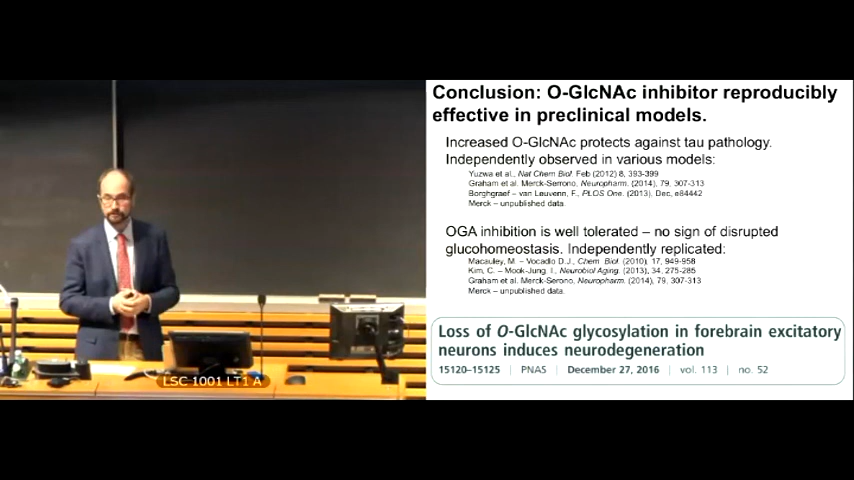 Conclusion: O-GlcNAc inhibitor reproducibly
effective in preclinical models.
Increased O-GlcNAc protects against tau pathology.
Independently observed in various models:
Yuzwa et al., Nat Chem Biol. Feb (2012) 8, 393-399
Graham et al. Merck-Serrono, Neuropharm. (2014), 79, 307-313
Borghgraef – van Leuvenn, F., PLOS One. (2013), Dec, e84442
Merck – unpublished data.
OGA inhibition is well tolerated – no sign of disrupted
glucohomeostasis. Independently replicated:
Macauley, M. – Vocadlo D.J., Chem Biol. (2010), 17, 949-958
Kim, C. – Mook-Jung, I., Neurobiol Aging. (2013), 34, 275-285
Graham et al. Merck-Serono, Neuropharm. (2014), 79, 307-313
Merck – unpublished data.
Loss of O-GlcNAc glycosylation in forebrain excitatory
neurons induces neurodegeneration
15120–15125 | PNAS | December 27, 2016 | vol. 113 | no. 52
LSC 1001 LT1 A